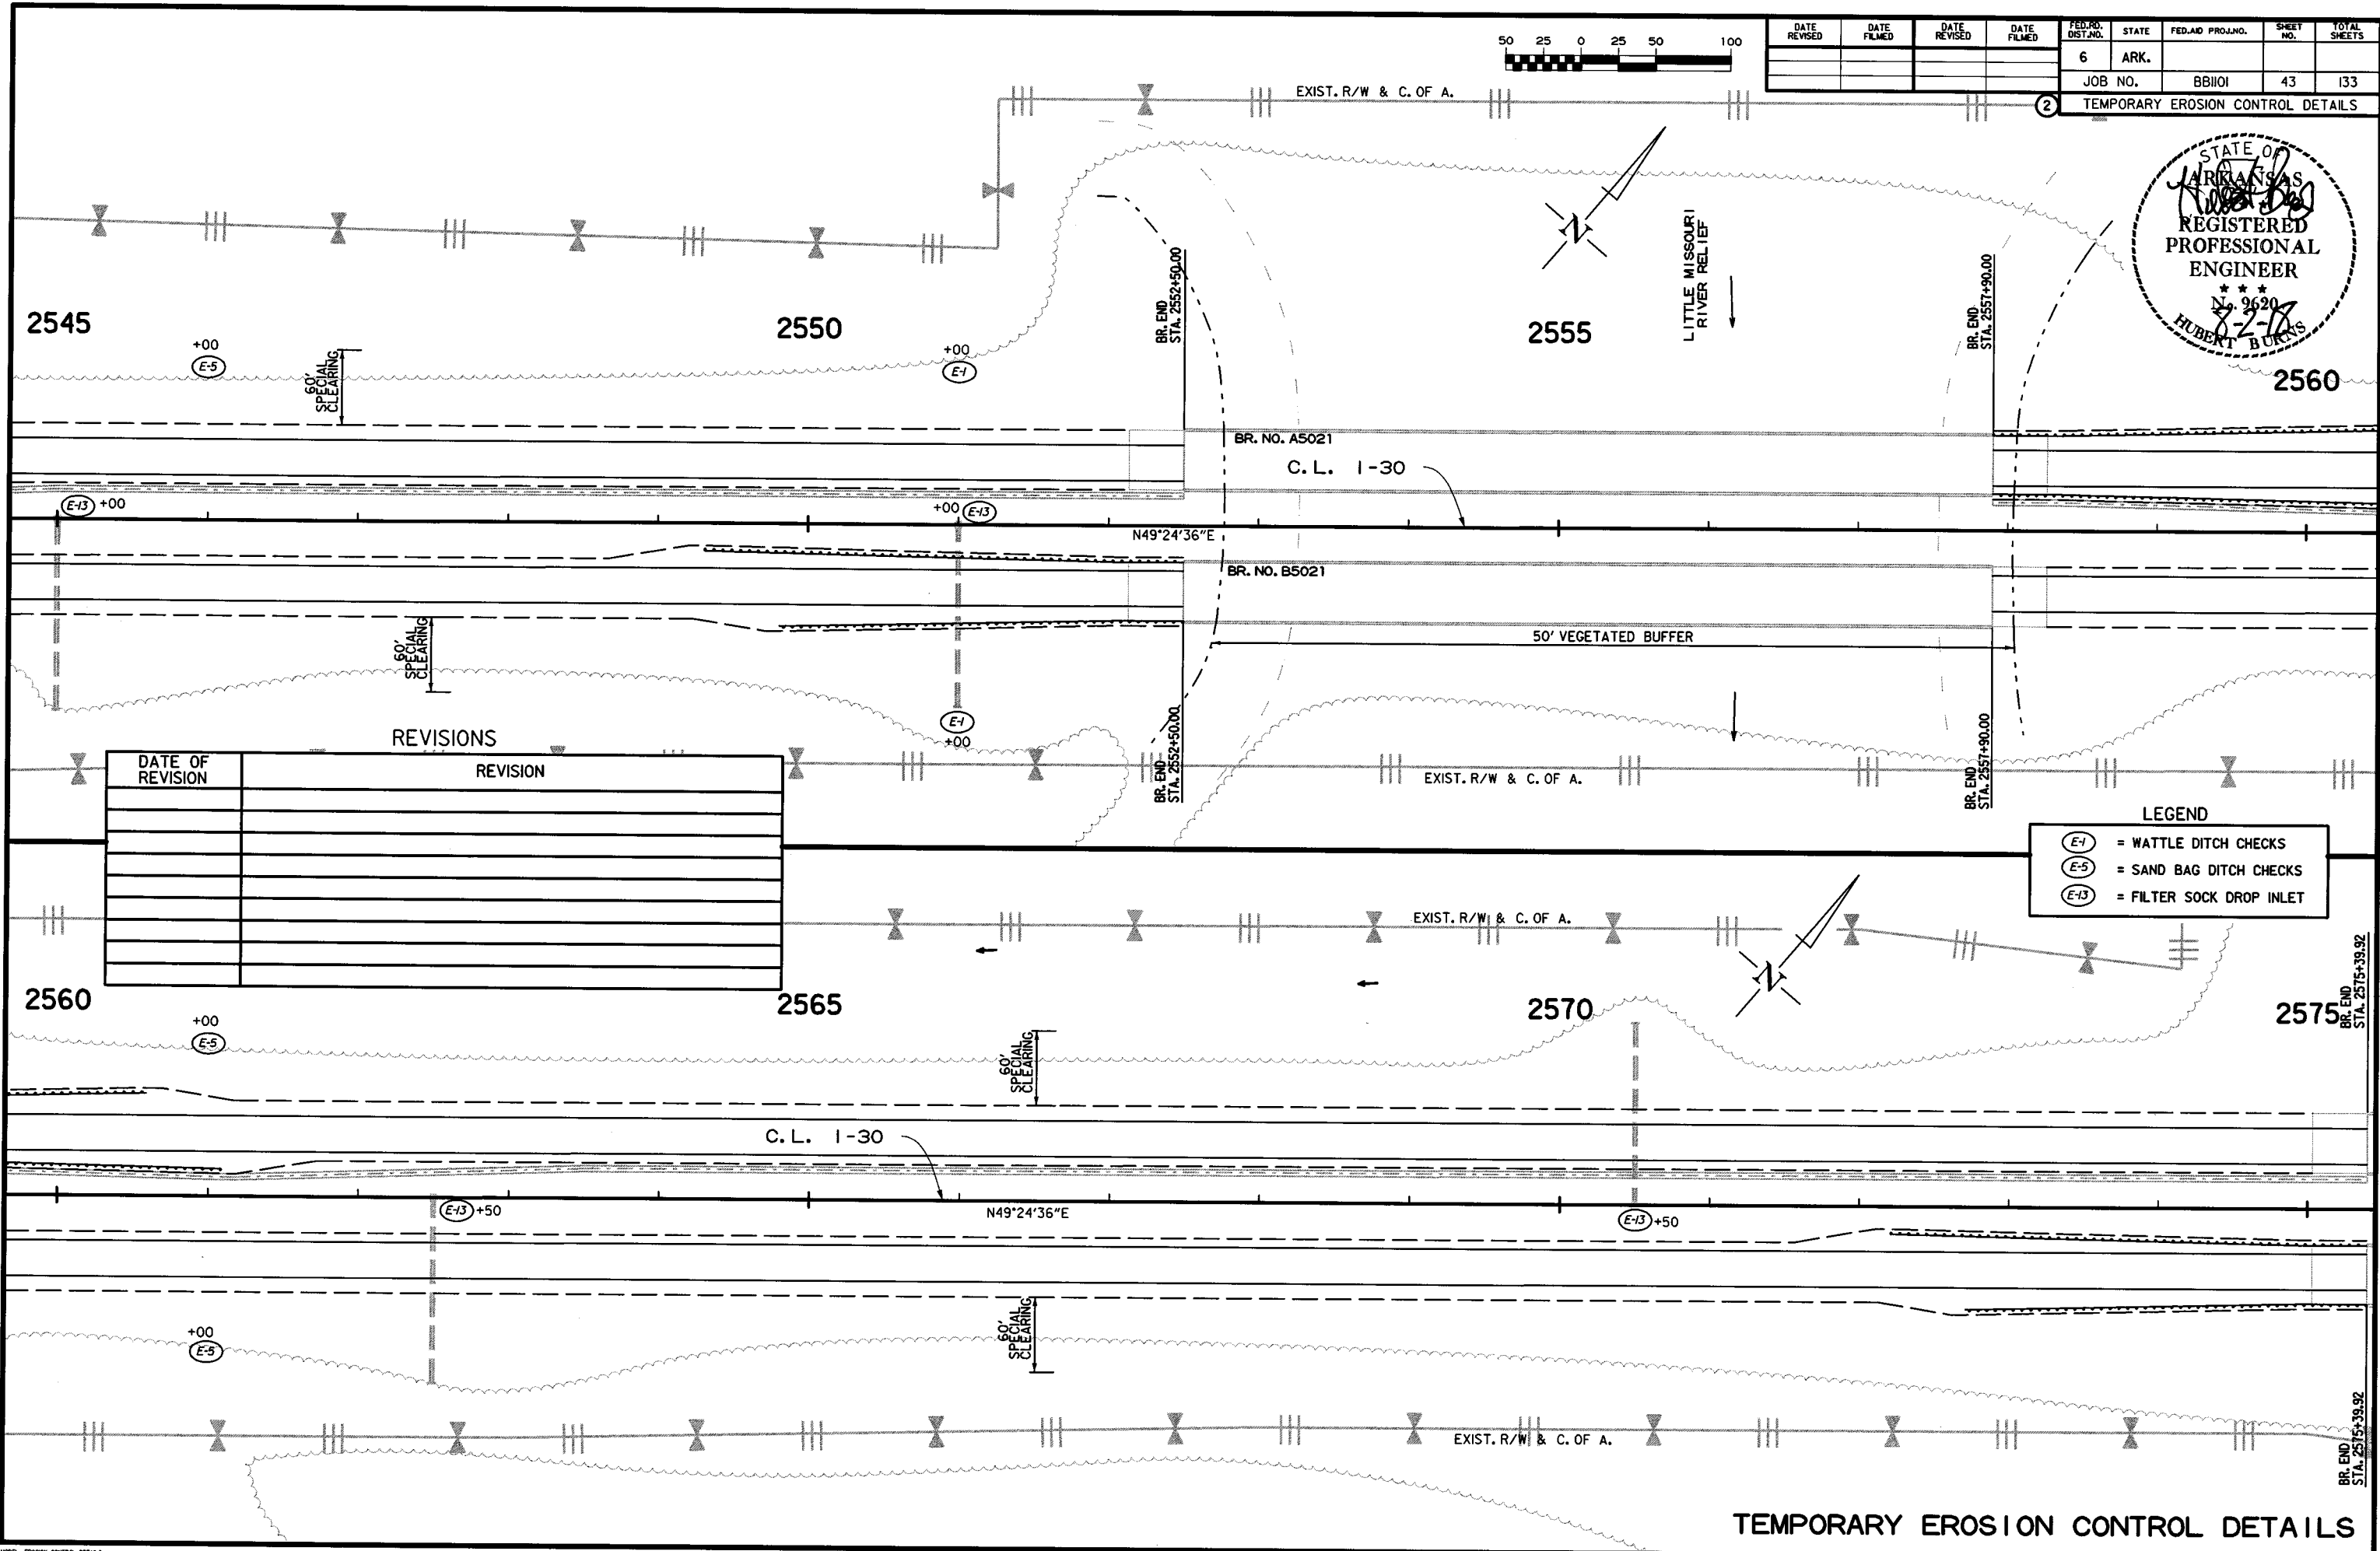 50 25 0 25 50 100
DATE REVISED
DATE FILMED
DATE REVISED
DATE FILMED
FED.RD. DIST.NO.
STATE
FED.AID PROJ.NO.
SHEET NO.
TOTAL SHEETS
6 ARK.
JOB NO. BB1101 43 133
2 TEMPORARY EROSION CONTROL DETAILS
EXIST. R/W & C. OF A.
STATE OF
ARKANSAS
REGISTERED
PROFESSIONAL
ENGINEER
★ ★ ★
No. 9620
8-2-18
HUBERT BURNS
N
LITTLE MISSOURI
RIVER RELIEF
2545
2550
2555
2560
BR. END
STA. 2552+50.00
BR. END
STA. 2557+90.00
+00
E-5
60'
SPECIAL
CLEARING
+00
E-1
BR. NO. A5021
C.L. I-30
E-13 +00
+00 E-13
N49°24'36"E
BR. NO. B5021
60'
SPECIAL
CLEARING
50' VEGETATED BUFFER
E-1
+00
BR. END
STA. 2552+50.00
BR. END
STA. 2557+90.00
EXIST. R/W & C. OF A.
REVISIONS
DATE OF
REVISION
REVISION
LEGEND
E-1 = WATTLE DITCH CHECKS
E-5 = SAND BAG DITCH CHECKS
E-13 = FILTER SOCK DROP INLET
EXIST. R/W & C. OF A.
N
2560
2565
2570
2575
BR. END
STA. 2575+39.92
+00
E-5
60'
SPECIAL
CLEARING
C.L. I-30
E-13 +50
N49°24'36"E
E-13 +50
+00
E-5
60'
SPECIAL
CLEARING
EXIST. R/W & C. OF A.
BR. END
STA. 2575+39.92
TEMPORARY EROSION CONTROL DETAILS